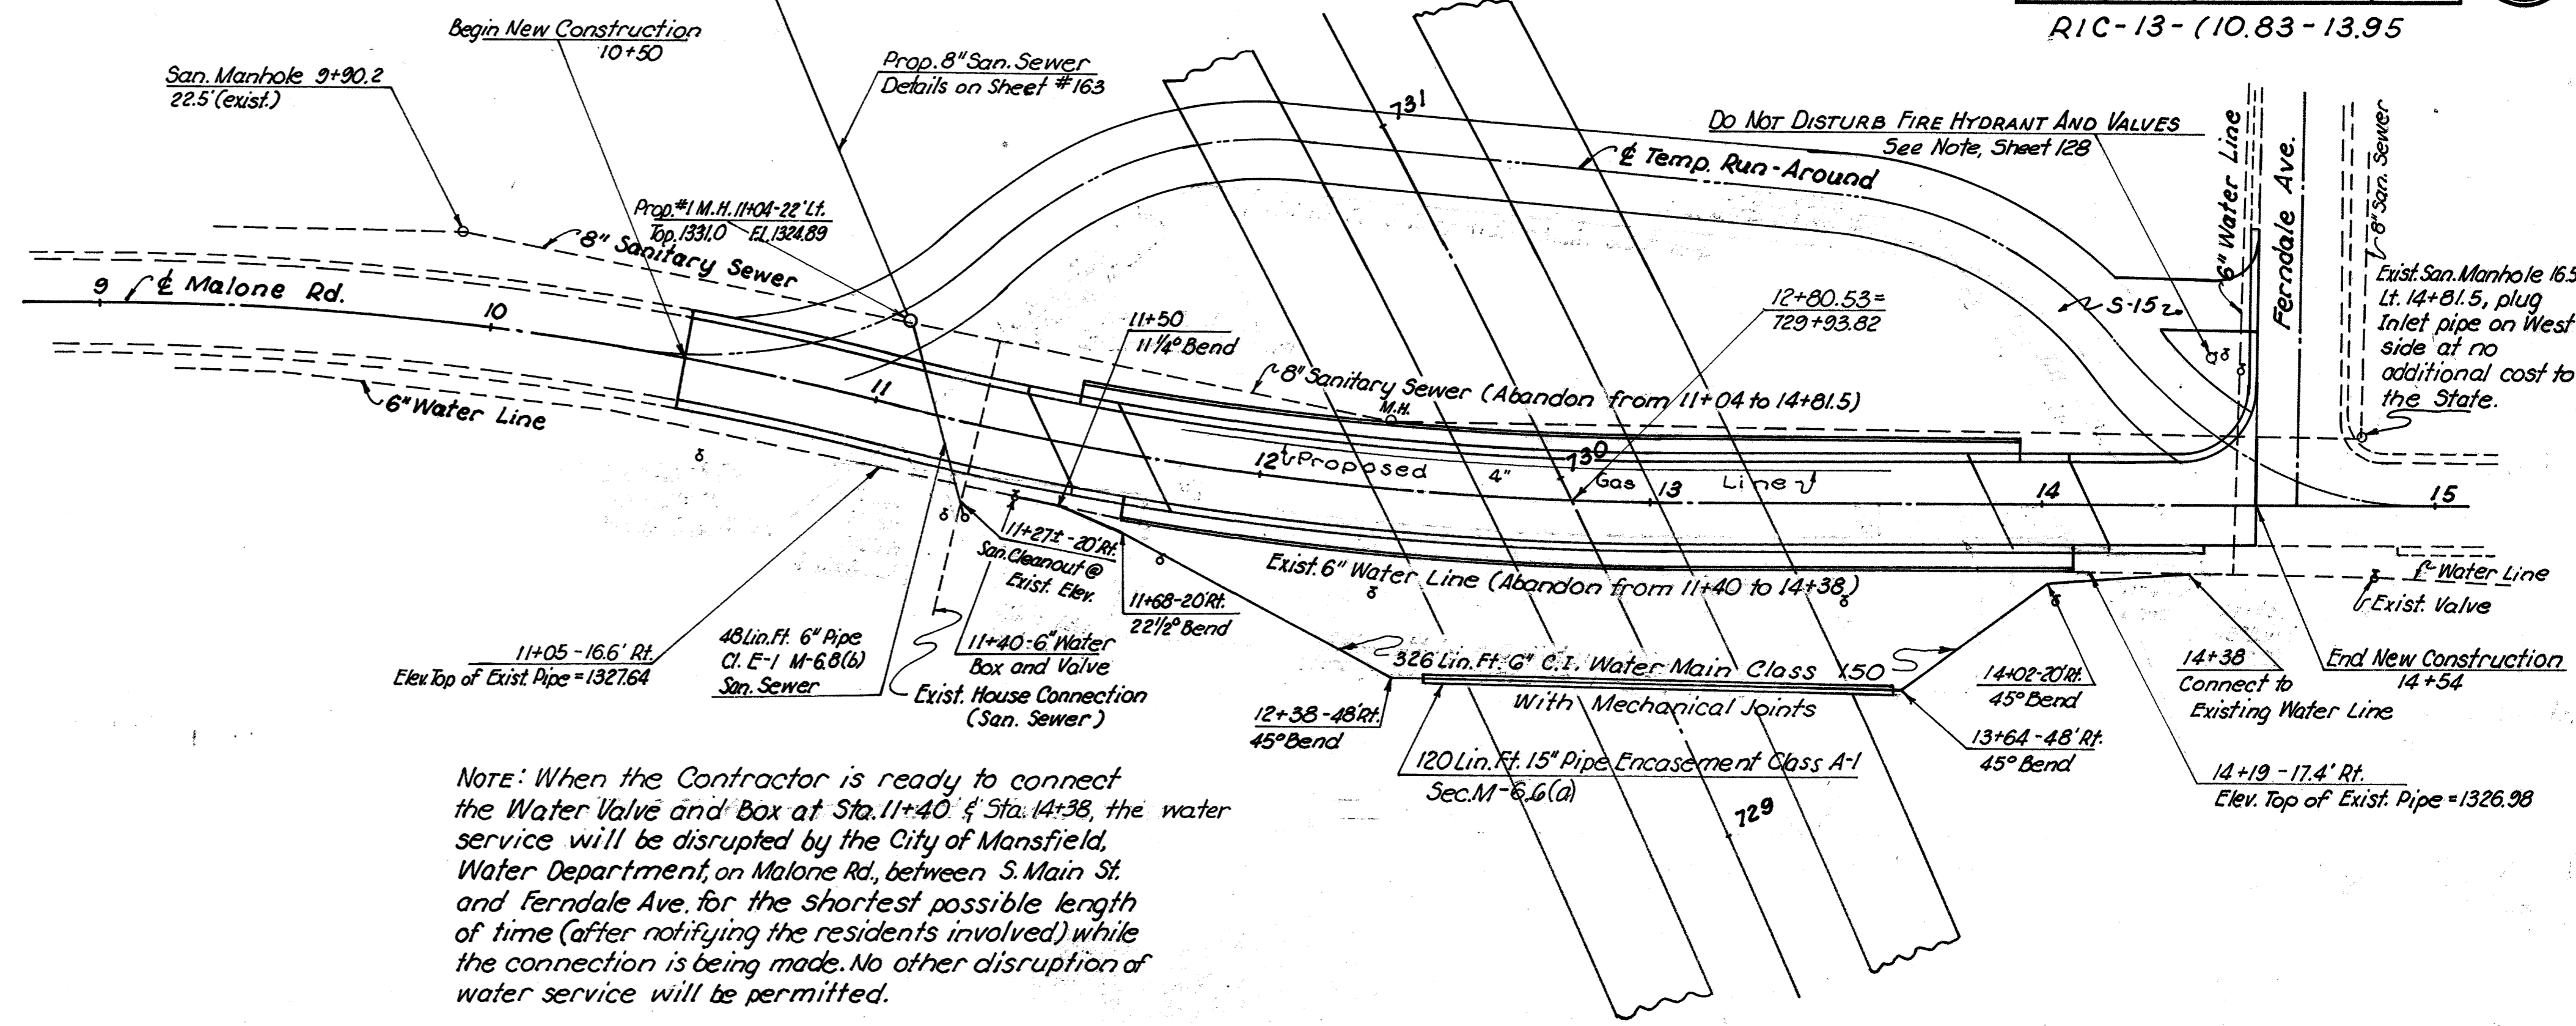 RIC-13-(10.83-13.95
Begin New Construction
10+50
San. Manhole 9+90.2
22.5' (exist.)
Prop. 8" San. Sewer
Details on Sheet #163
731
DO NOT DISTURB FIRE HYDRANT AND VALVES
See Note, Sheet 128
℄ Temp. Run-Around
6" Water Line
Ferndale Ave.
8" San. Sewer
Prop. #1 M.H. 11+04-22' Lt.
Top. 1331.0 F.L. 1324.89
8" Sanitary Sewer
Exist. San. Manhole 16.5
Lt. 14+81.5, plug
Inlet pipe on West
side at no
additional cost to
the State.
S-15
9
℄ Malone Rd.
10
11
11+50
11 1/4° Bend
12+80.53=
729+93.82
8" Sanitary Sewer (Abandon from 11+04 to 14+81.5)
M.H.
6" Water Line
12
Proposed 4" Gas Line
730
13
14
15
11+27± -20' Rt.
San. Cleanout @
Exist. Elev.
Exist. 6" Water Line (Abandon from 11+40 to 14+38)
Water Line
Exist. Valve
11+68-20' Rt.
22 1/2° Bend
11+05-16.6' Rt.
Elev. Top of Exist. Pipe = 1327.64
48 Lin. Ft. 6" Pipe
Cl. E-1 M-6.8(b)
San. Sewer
11+40-6" Water
Box and Valve
Exist. House Connection
(San. Sewer)
326 Lin. Ft. 6" C.I. Water Main Class 150
With Mechanical Joints
12+38-48' Rt.
45° Bend
14+02-20' Rt.
45° Bend
14+38
Connect to
Existing Water Line
End New Construction
14+54
13+64-48' Rt.
45° Bend
120 Lin. Ft. 15" Pipe Encasement Class A-1
Sec. M-6.6(a)
14+19-17.4' Rt.
Elev. Top of Exist. Pipe = 1326.98
729
NOTE: When the Contractor is ready to connect
the Water Valve and Box at Sta. 11+40 & Sta. 14+38, the water
service will be disrupted by the City of Mansfield,
Water Department, on Malone Rd., between S. Main St.
and Ferndale Ave. for the shortest possible length
of time (after notifying the residents involved) while
the connection is being made. No other disruption of
water service will be permitted.